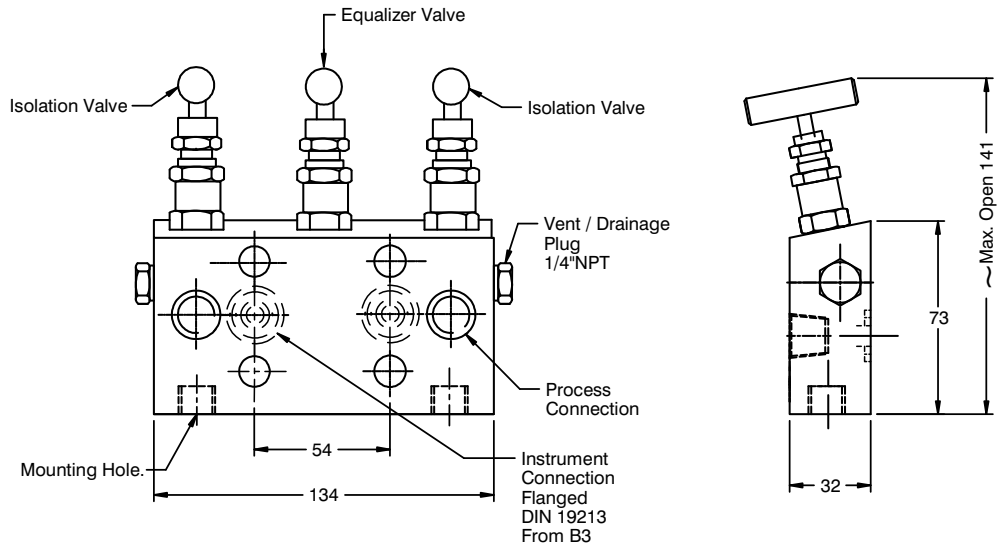 Equalizer Valve
Isolation Valve
Isolation Valve
Vent / Drainage
Plug
1/4"NPT
Process
Connection
Mounting Hole.
54
134
Instrument
Connection
Flanged
DIN 19213
From B3
~Max. Open 141
73
32